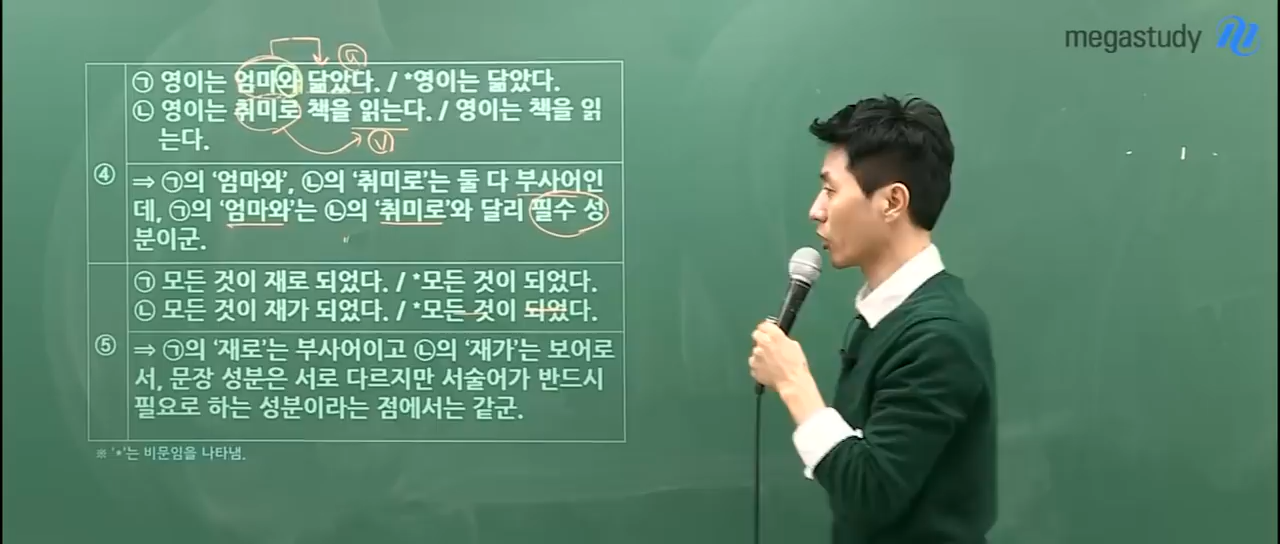 megastudy
㉠ 영이는 엄마와 닮았다. / *영이는 닮았다.
㉡ 영이는 취미로 책을 읽는다. / 영이는 책을 읽
는다.
④
⇒ ㉠의 '엄마와', ㉡의 '취미로'는 둘 다 부사어인
데, ㉠의 '엄마와'는 ㉡의 '취미로'와 달리 필수 성
분이군.
㉠ 모든 것이 재로 되었다. / *모든 것이 되었다.
㉡ 모든 것이 재가 되었다. / *모든 것이 되었다.
⑤
⇒ ㉠의 '재로'는 부사어이고 ㉡의 '재가'는 보어로
서, 문장 성분은 서로 다르지만 서술어가 반드시
필요로 하는 성분이라는 점에서는 같군.
※ '*'는 비문임을 나타냄.